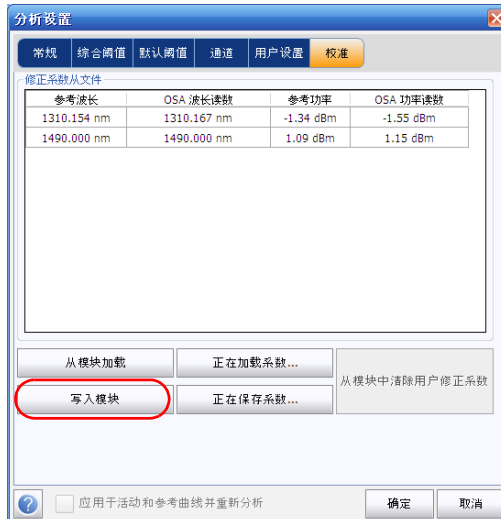 分析设置
常规 综合阈值 默认阈值 通道 用户设置 校准
修正系数从文件
参考波长 OSA 波长读数 参考功率 OSA 功率读数
1310.154 nm 1310.167 nm -1.34 dBm -1.55 dBm
1490.000 nm 1490.000 nm 1.09 dBm 1.15 dBm
从模块加载 正在加载系数...
从模块中清除用户修正系数
写入模块 正在保存系数...
? 应用于活动和参考曲线并重新分析 确定 取消